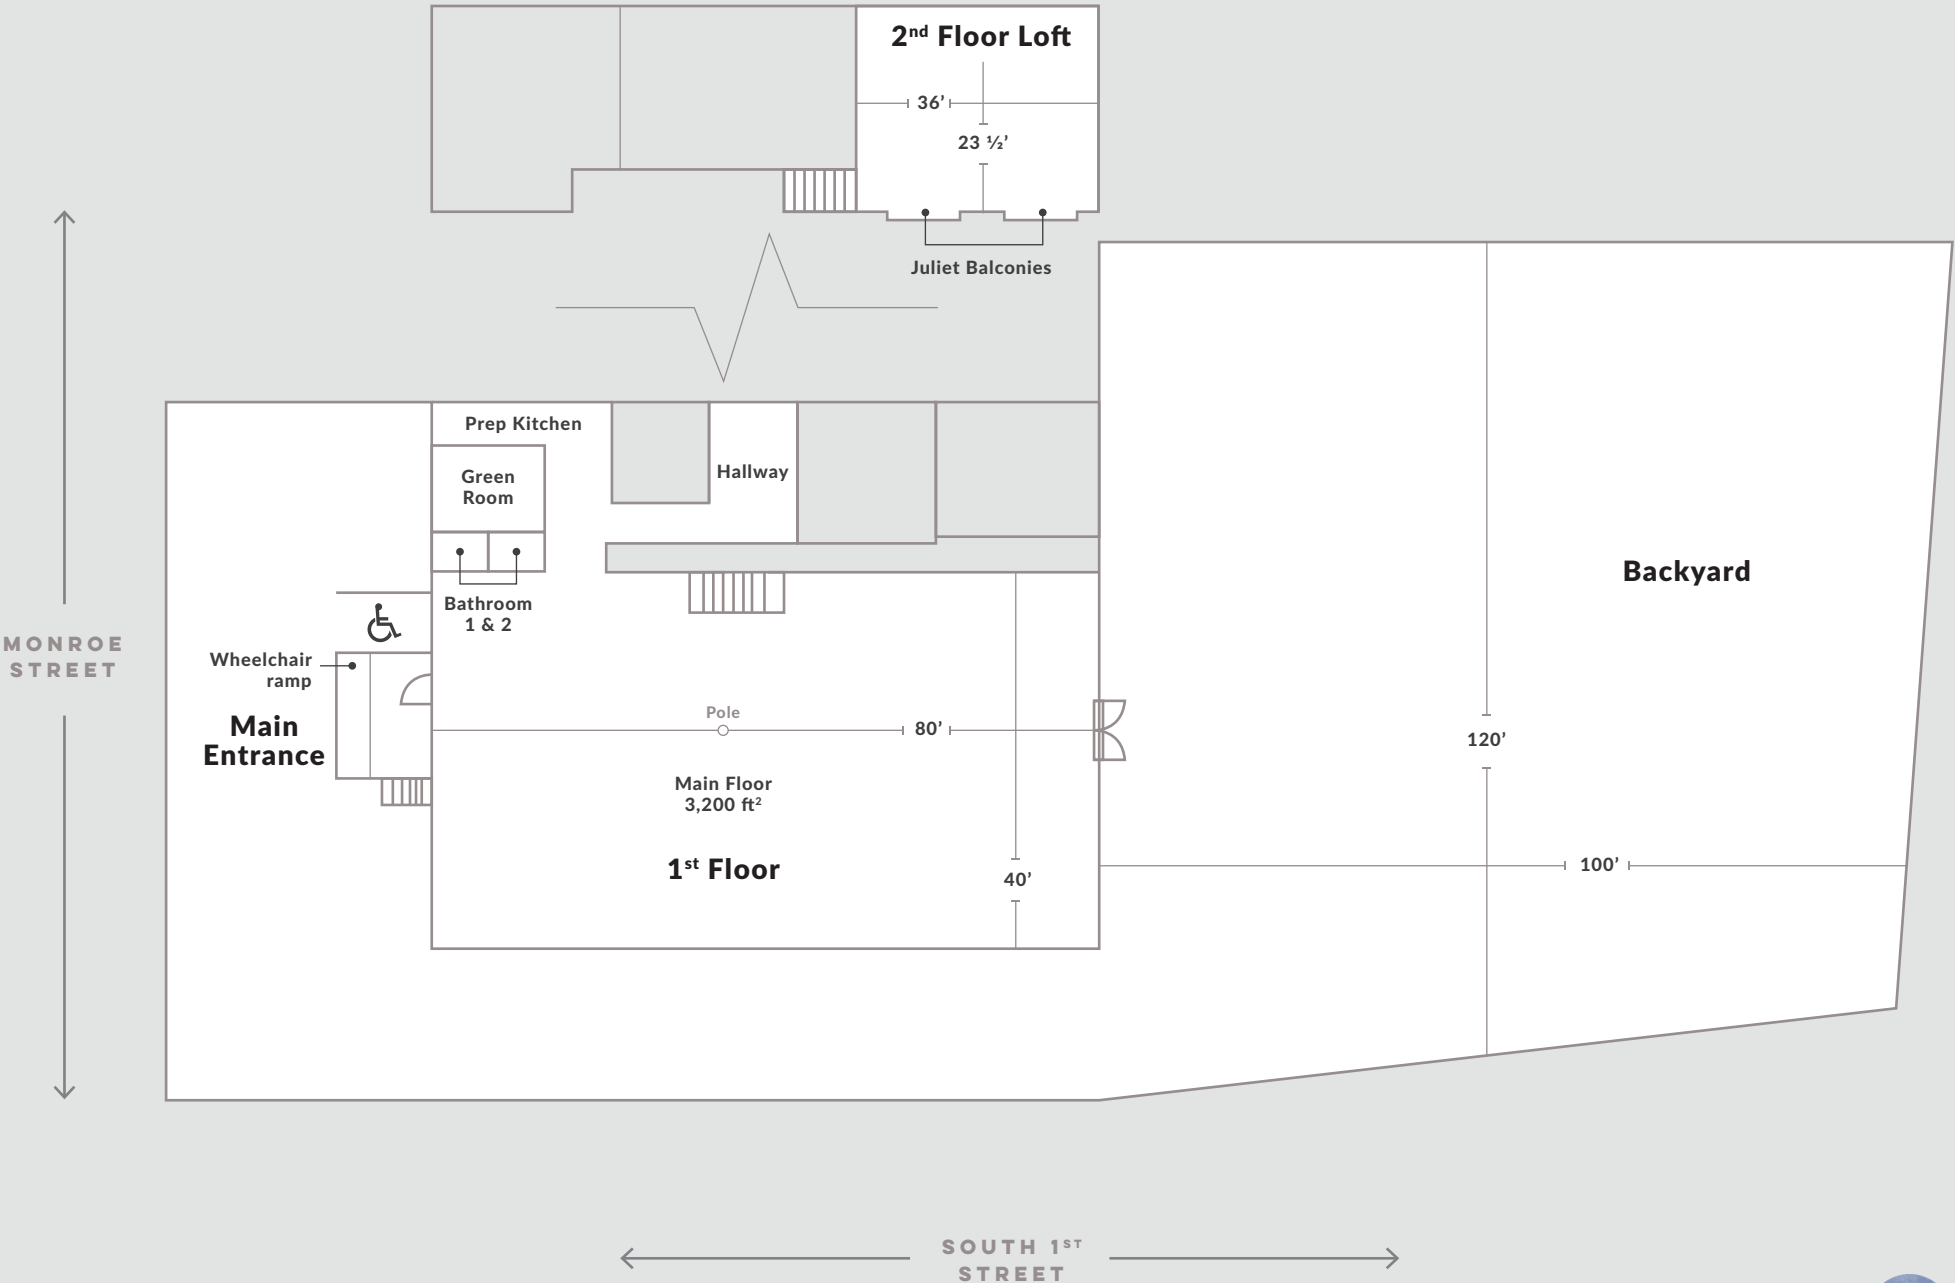 2nd Floor Loft
36’
23 ½’
Juliet Balconies
Prep Kitchen
Hallway
Green
Room
Bathroom
1 & 2
Wheelchair
ramp
Main
Entrance
MONROE
STREET
Pole
80’
Main Floor
3,200 ft²
1st Floor
40’
Backyard
120’
100’
SOUTH 1ST
STREET